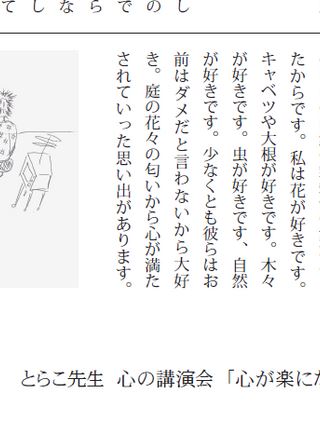 てしならでのし
たからです。私は花が好きです。
キャベツや大根が好きです。木々
が好きです。虫が好きです、自然
が好きです。少なくとも彼らはお
前はダメだと言わないから大好
き。庭の花々の匂いから心が満た
されていった思い出があります。
とらこ先生 心の講演会「心が楽に